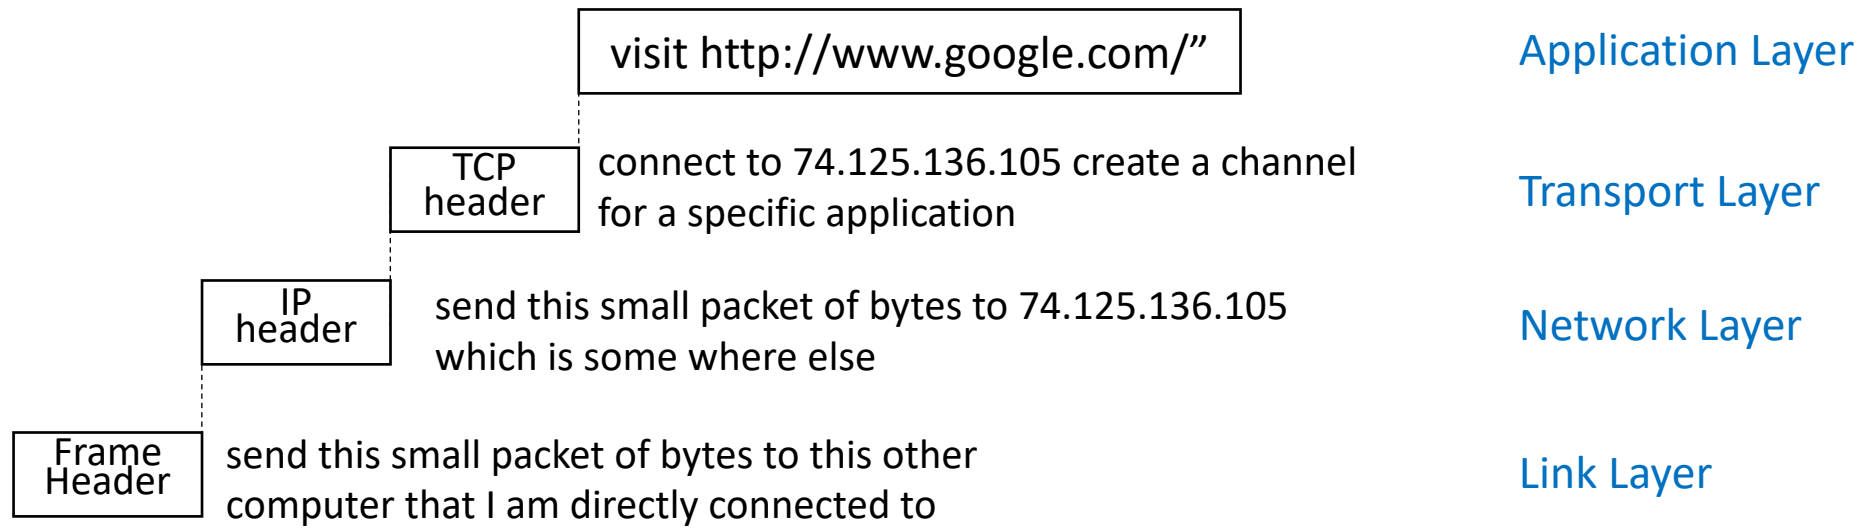 visit http://www.google.com/”
Application Layer
TCP
header
connect to 74.125.136.105 create a channel
for a specific application
Transport Layer
IP
header
send this small packet of bytes to 74.125.136.105
which is some where else
Network Layer
Frame
Header
send this small packet of bytes to this other
computer that I am directly connected to
Link Layer